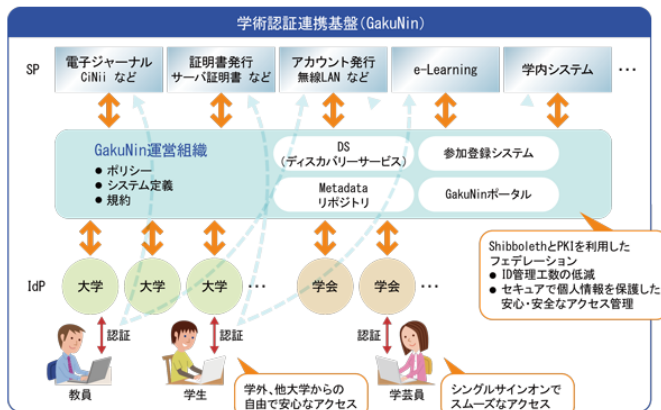 学術認証連携基盤(GakuNin)
SP
電子ジャーナル
CiNii など
証明書発行
サーバ証明書 など
アカウント発行
無線LAN など
e-Learning
学内システム
…
GakuNin運営組織
● ポリシー
● システム定義
● 規約
DS
(ディスカバリーサービス)
参加登録システム
Metadata
リポジトリ
GakuNinポータル
ShibbolethとPKIを利用した
フェデレーション
● ID管理工数の低減
● セキュアで個人情報を保護した
安心・安全なアクセス管理
IdP
大学
大学
大学
…
学会
学会
…
認証
認証
認証
教員
学生
学芸員
学外、他大学からの
自由で安心なアクセス
シングルサインオンで
スムーズなアクセス